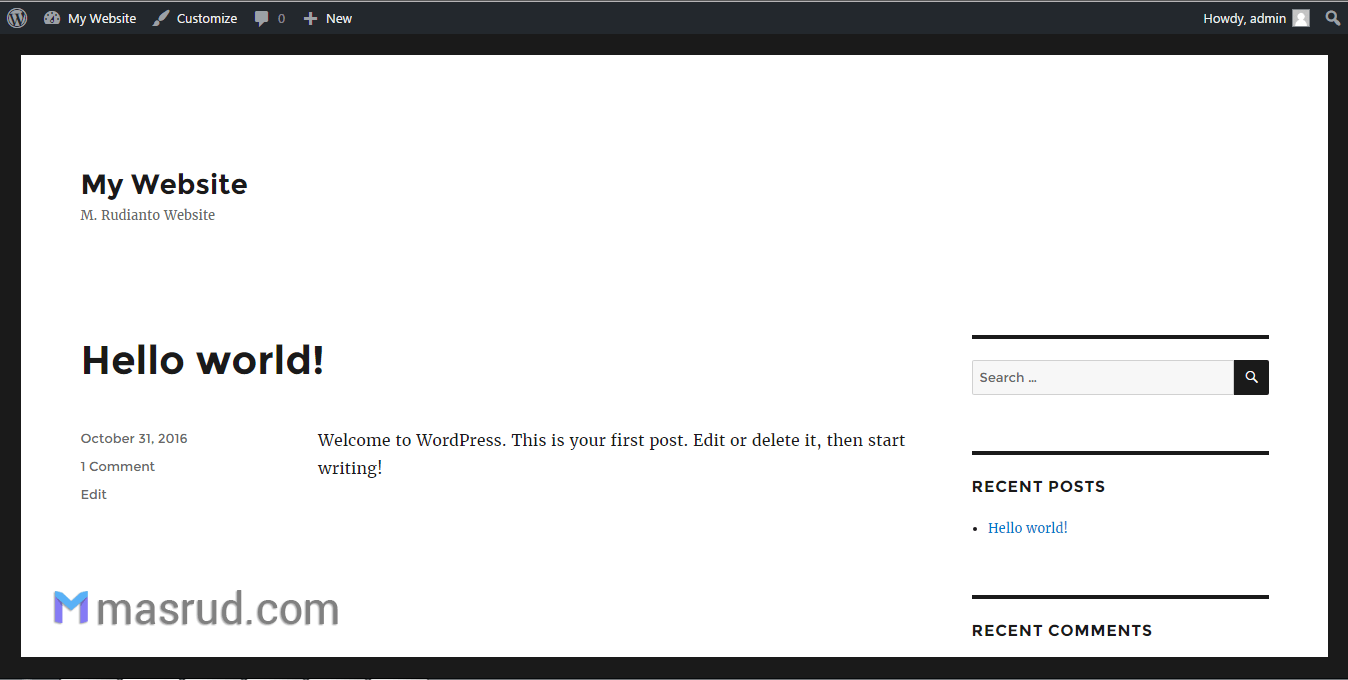 My Website Customize 0 New Howdy, admin
My Website
M. Rudianto Website
Hello world!
October 31, 2016
1 Comment
Edit
Welcome to WordPress. This is your first post. Edit or delete it, then start
writing!
Search ...
RECENT POSTS
Hello world!
RECENT COMMENTS
masrud.com